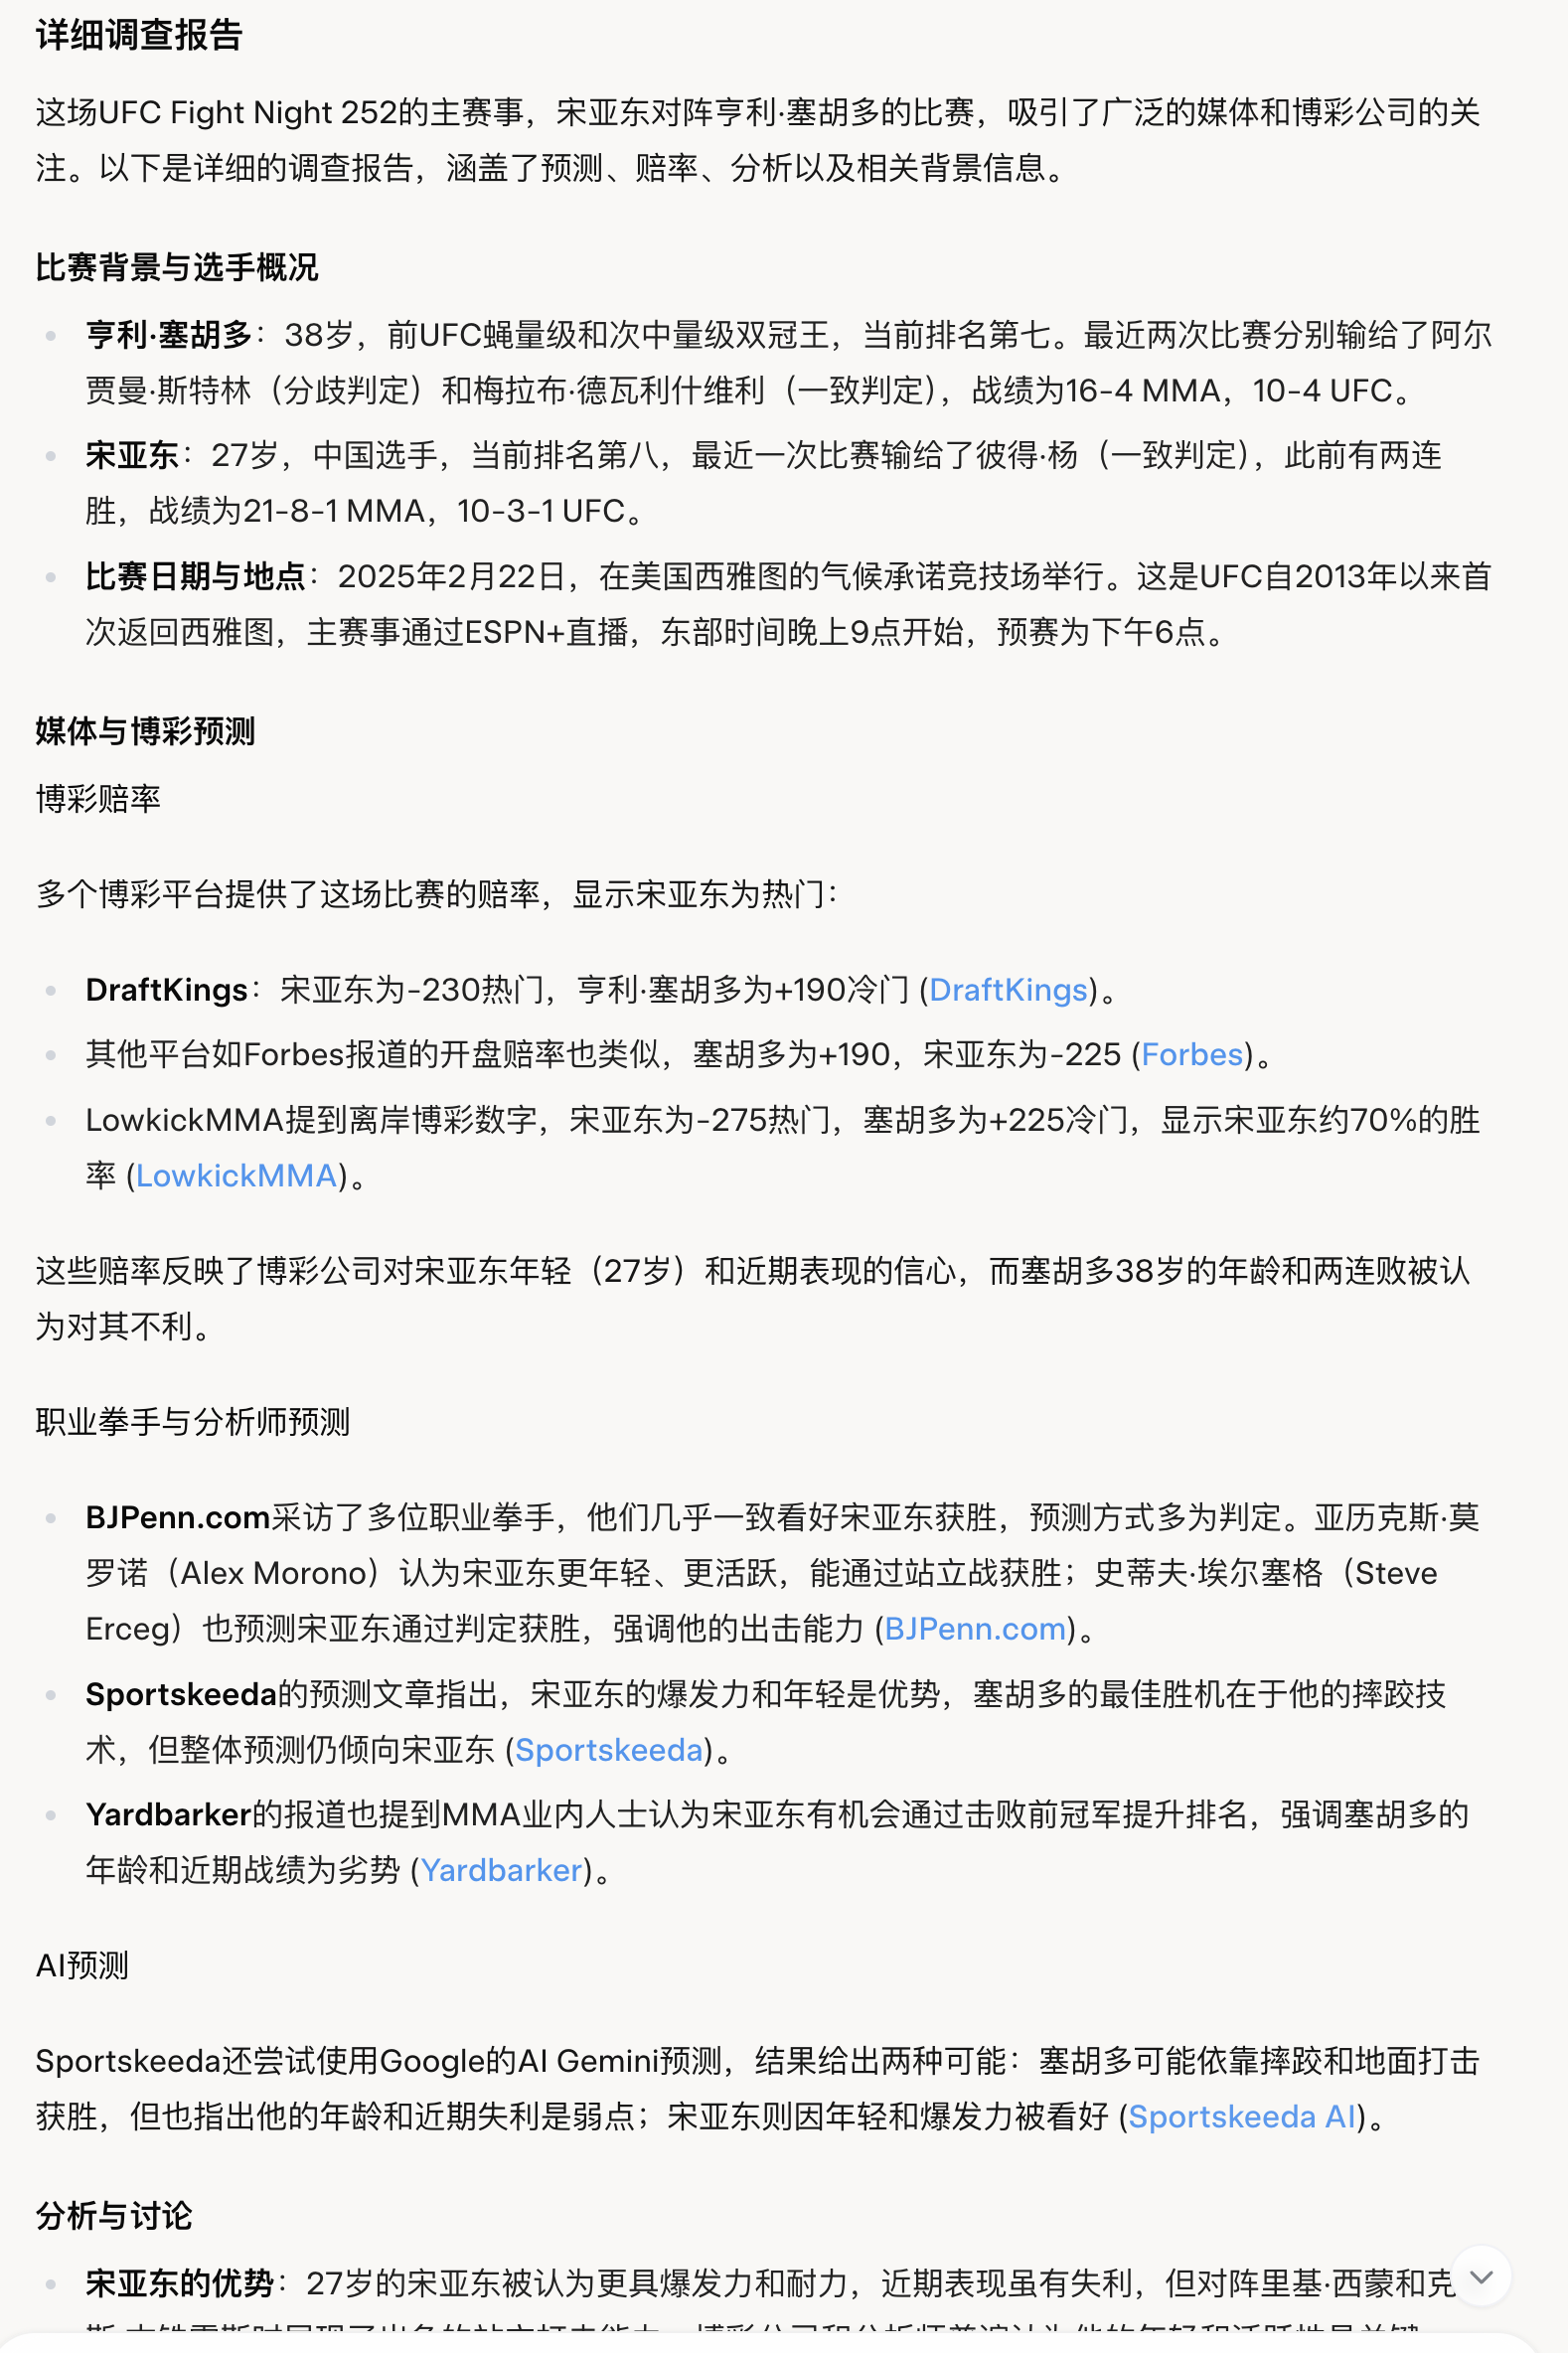 详细调查报告
这场UFC Fight Night 252的主赛事，宋亚东对阵亨利·塞胡多的比赛，吸引了广泛的媒体和博彩公司的关
注。以下是详细的调查报告，涵盖了预测、赔率、分析以及相关背景信息。
比赛背景与选手概况
亨利·塞胡多：38岁，前UFC蝇量级和次中量级双冠王，当前排名第七。最近两次比赛分别输给了阿尔
贾曼·斯特林（分歧判定）和梅拉布·德瓦利什维利（一致判定），战绩为16-4 MMA，10-4 UFC。
宋亚东：27岁，中国选手，当前排名第八，最近一次比赛输给了彼得·杨（一致判定），此前有两连
胜，战绩为21-8-1 MMA，10-3-1 UFC。
比赛日期与地点：2025年2月22日，在美国西雅图的气候承诺竞技场举行。这是UFC自2013年以来首
次返回西雅图，主赛事通过ESPN+直播，东部时间晚上9点开始，预赛为下午6点。
媒体与博彩预测
博彩赔率
多个博彩平台提供了这场比赛的赔率，显示宋亚东为热门：
DraftKings：宋亚东为-230热门，亨利·塞胡多为+190冷门 (DraftKings)。
其他平台如Forbes报道的开盘赔率也类似，塞胡多为+190，宋亚东为-225 (Forbes)。
LowkickMMA提到离岸博彩数字，宋亚东为-275热门，塞胡多为+225冷门，显示宋亚东约70%的胜
率 (LowkickMMA)。
这些赔率反映了博彩公司对宋亚东年轻（27岁）和近期表现的信心，而塞胡多38岁的年龄和两连败被认
为对其不利。
职业拳手与分析师预测
BJPenn.com采访了多位职业拳手，他们几乎一致看好宋亚东获胜，预测方式多为判定。亚历克斯·莫
罗诺（Alex Morono）认为宋亚东更年轻、更活跃，能通过站立战获胜；史蒂夫·埃尔塞格（Steve
Erceg）也预测宋亚东通过判定获胜，强调他的出击能力 (BJPenn.com)。
Sportskeeda的预测文章指出，宋亚东的爆发力和年轻是优势，塞胡多的最佳胜机在于他的摔跤技
术，但整体预测仍倾向宋亚东 (Sportskeeda)。
Yardbarker的报道也提到MMA业内人士认为宋亚东有机会通过击败前冠军提升排名，强调塞胡多的
年龄和近期战绩为劣势 (Yardbarker)。
AI预测
Sportskeeda还尝试使用Google的AI Gemini预测，结果给出两种可能：塞胡多可能依靠摔跤和地面打击
获胜，但也指出他的年龄和近期失利是弱点；宋亚东则因年轻和爆发力被看好 (Sportskeeda AI)。
分析与讨论
宋亚东的优势：27岁的宋亚东被认为更具爆发力和耐力，近期表现虽有失利，但对阵里基·西蒙和克